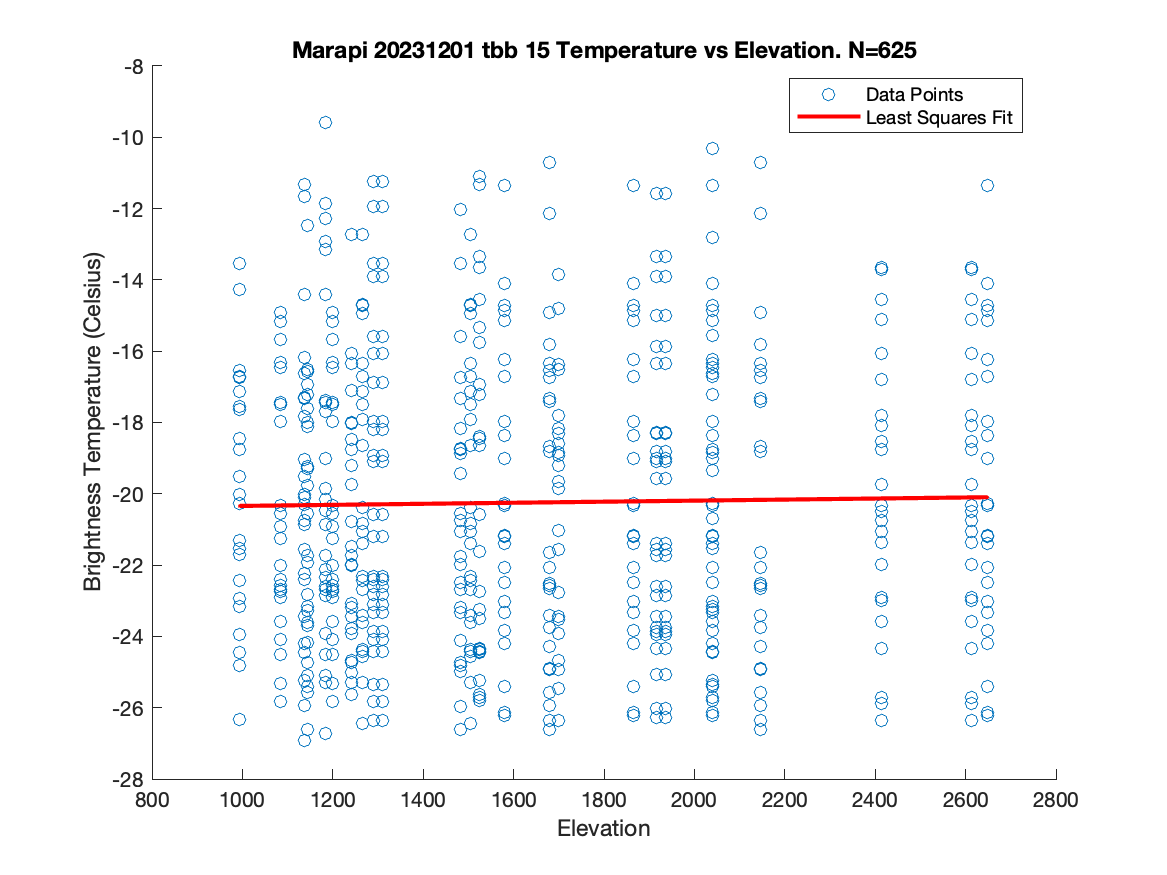 Marapi 20231201 tbb 15 Temperature vs Elevation. N=625
Data Points
Least Squares Fit
Brightness Temperature (Celsius)
-8
-10
-12
-14
-16
-18
-20
-22
-24
-26
-28
800 1000 1200 1400 1600 1800 2000 2200 2400 2600 2800
Elevation